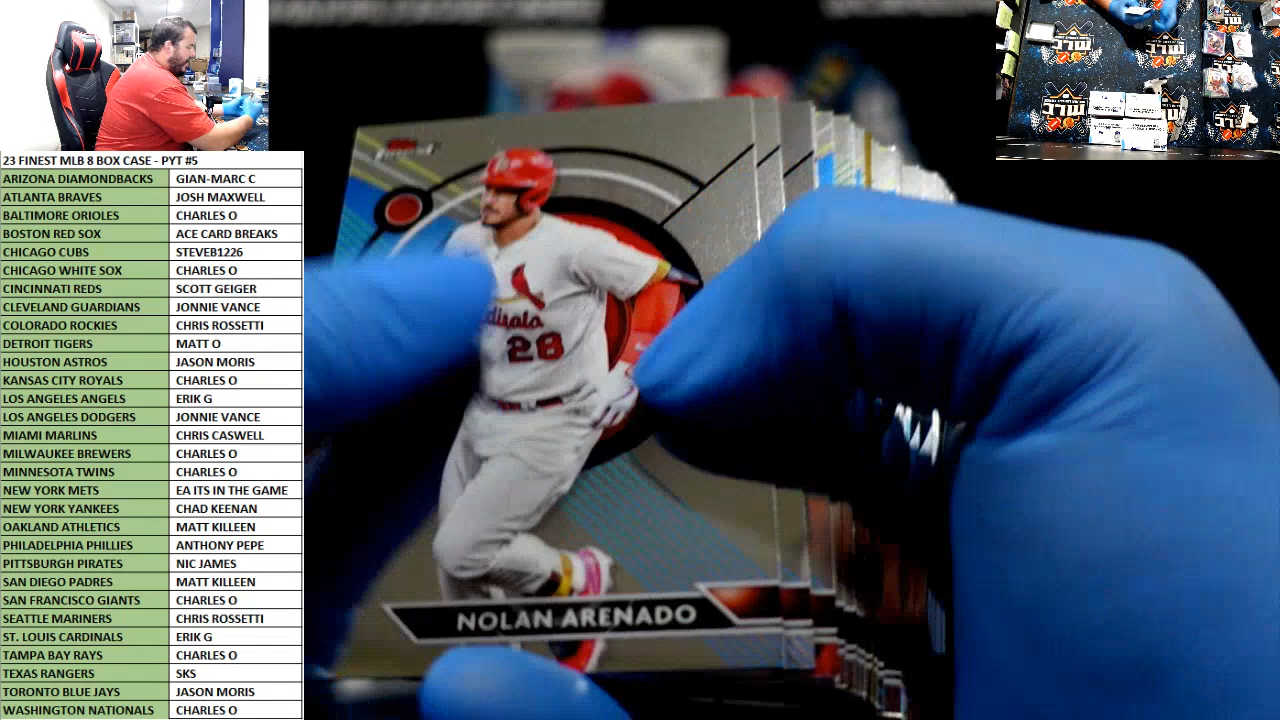 23 FINEST MLB 8 BOX CASE - PYT #5
ARIZONA DIAMONDBACKS GIAN-MARC C
ATLANTA BRAVES JOSH MAXWELL
BALTIMORE ORIOLES CHARLES O
BOSTON RED SOX ACE CARD BREAKS
CHICAGO CUBS STEVEB1226
CHICAGO WHITE SOX CHARLES O
CINCINNATI REDS SCOTT GEIGER
CLEVELAND GUARDIANS JONNIE VANCE
COLORADO ROCKIES CHRIS ROSSETTI
DETROIT TIGERS MATT O
HOUSTON ASTROS JASON MORIS
KANSAS CITY ROYALS CHARLES O
LOS ANGELES ANGELS ERIK G
LOS ANGELES DODGERS JONNIE VANCE
MIAMI MARLINS CHRIS CASWELL
MILWAUKEE BREWERS CHARLES O
MINNESOTA TWINS CHARLES O
NEW YORK METS EA ITS IN THE GAME
NEW YORK YANKEES CHAD KEENAN
OAKLAND ATHLETICS MATT KILLEEN
PHILADELPHIA PHILLIES ANTHONY PEPE
PITTSBURGH PIRATES NIC JAMES
SAN DIEGO PADRES MATT KILLEEN
SAN FRANCISCO GIANTS CHARLES O
SEATTLE MARINERS CHRIS ROSSETTI
ST. LOUIS CARDINALS ERIK G
TAMPA BAY RAYS CHARLES O
TEXAS RANGERS SKS
TORONTO BLUE JAYS JASON MORIS
WASHINGTON NATIONALS CHARLES O
28
NOLAN ARENADO